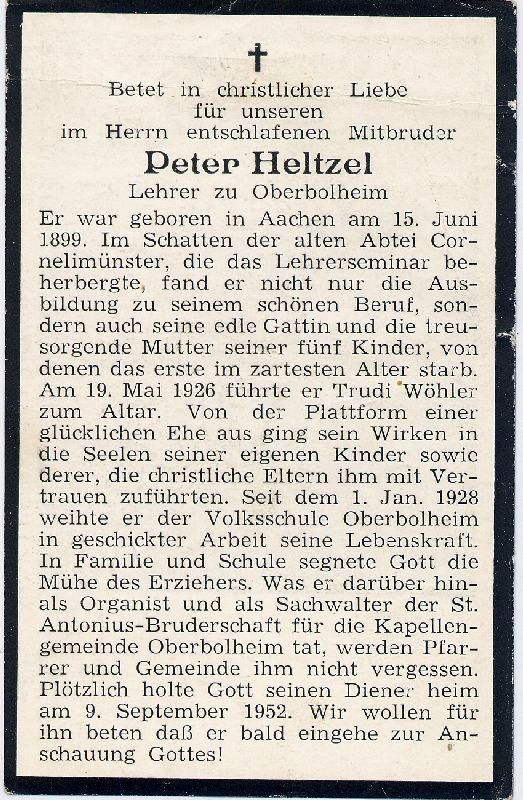 Betet in christlicher Liebe
für unseren
im Herrn entschlafenen Mitbruder
Peter Heltzel
Lehrer zu Oberbolheim
Er war geboren in Aachen am 15. Juni
1899. Im Schatten der alten Abtei Cor-
nelimünster, die das Lehrerseminar be-
herbergte, fand er nicht nur die Aus-
bildung zu seinem schönen Beruf, son-
dern auch seine edle Gattin und die treu-
sorgende Mutter seiner fünf Kinder, von
denen das erste im zartesten Alter starb.
Am 19. Mai 1926 führte er Trudi Wöhler
zum Altar. Von der Plattform einer
glücklichen Ehe aus ging sein Wirken in
die Seelen seiner eigenen Kinder sowie
derer, die christliche Eltern ihm mit Ver-
trauen zuführten. Seit dem 1. Jan. 1928
weihte er der Volksschule Oberbolheim
in geschickter Arbeit seine Lebenskraft.
In Familie und Schule segnete Gott die
Mühe des Erziehers. Was er darüber hin-
als Organist und als Sachwalter der St.
Antonius-Bruderschaft für die Kapellen-
gemeinde Oberbolheim tat, werden Pfar-
rer und Gemeinde ihm nicht vergessen.
Plötzlich holte Gott seinen Diener heim
am 9. September 1952. Wir wollen für
ihn beten daß er bald eingehe zur An-
schauung Gottes!